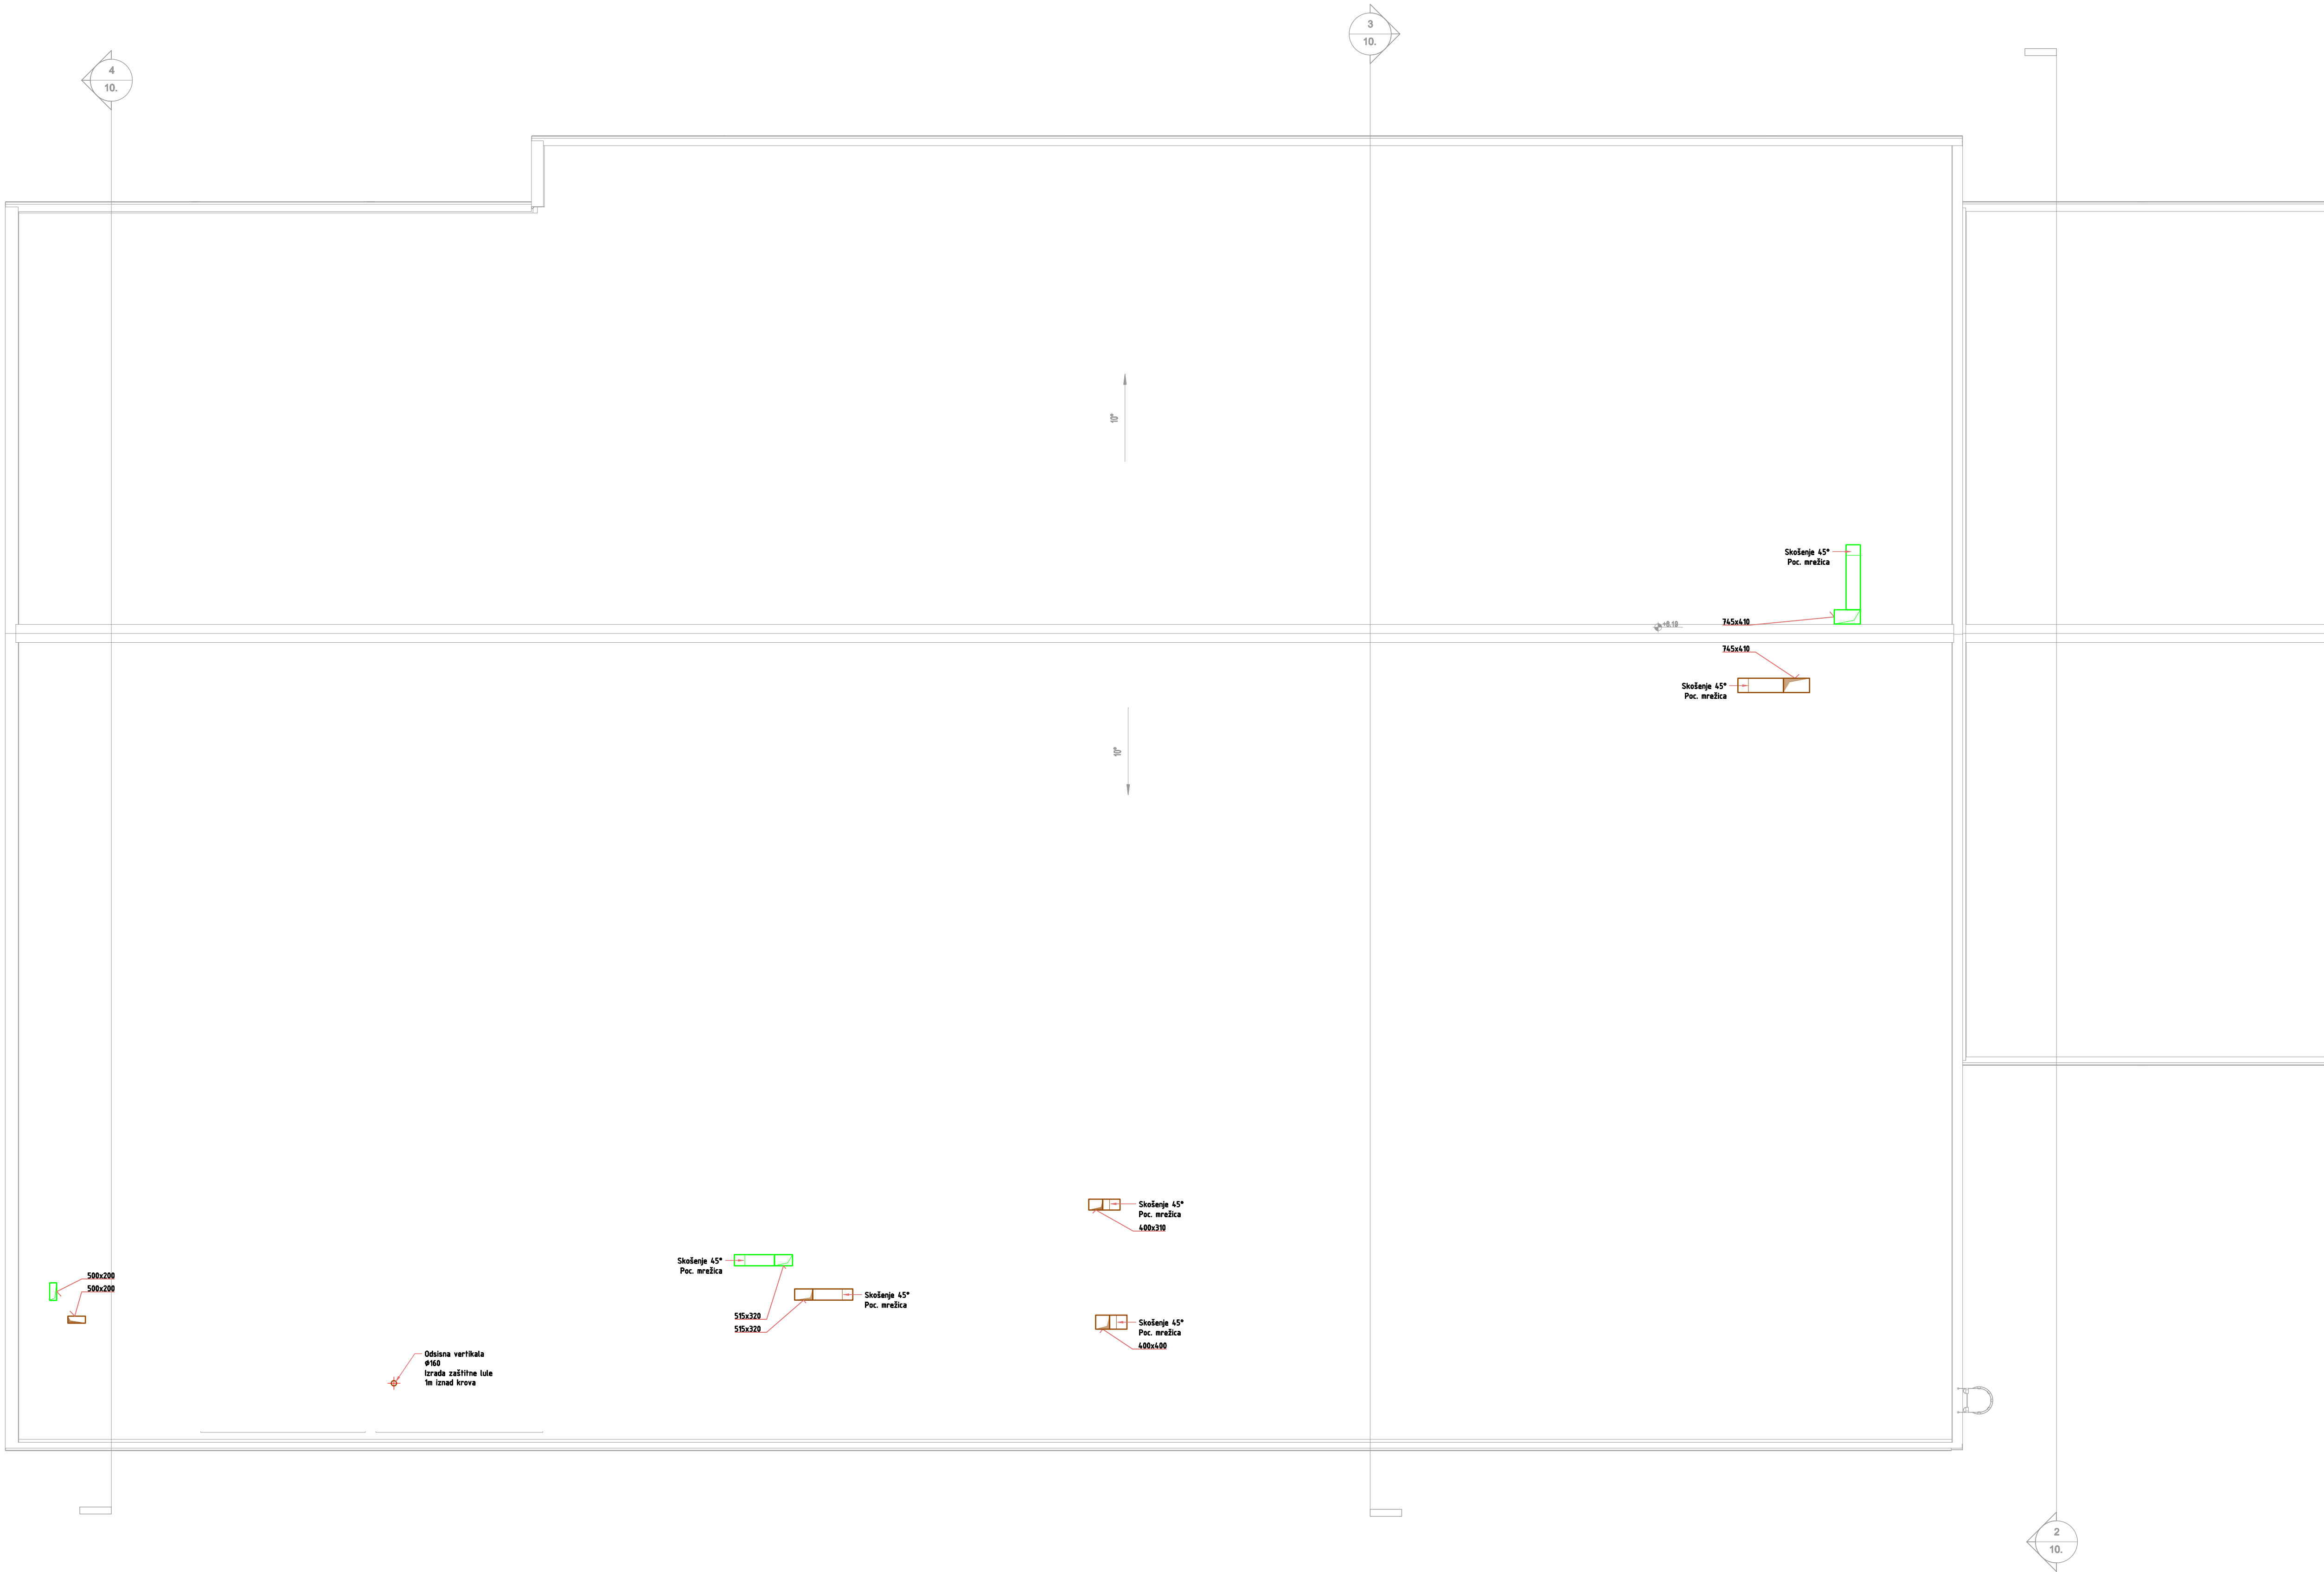 3
10.
4
10.
10°
Skošenje 45°
Poc. mrežica
745x410
+8.10
745x410
Skošenje 45°
Poc. mrežica
10°
Skošenje 45°
Poc. mrežica
400x310
Skošenje 45°
Poc. mrežica
500x200
500x200
Skošenje 45°
Poc. mrežica
515x320
515x320
Skošenje 45°
Poc. mrežica
400x400
Odsisna vertikala
Ø160
Izrada zaštitne lule
1m iznad krova
2
10.